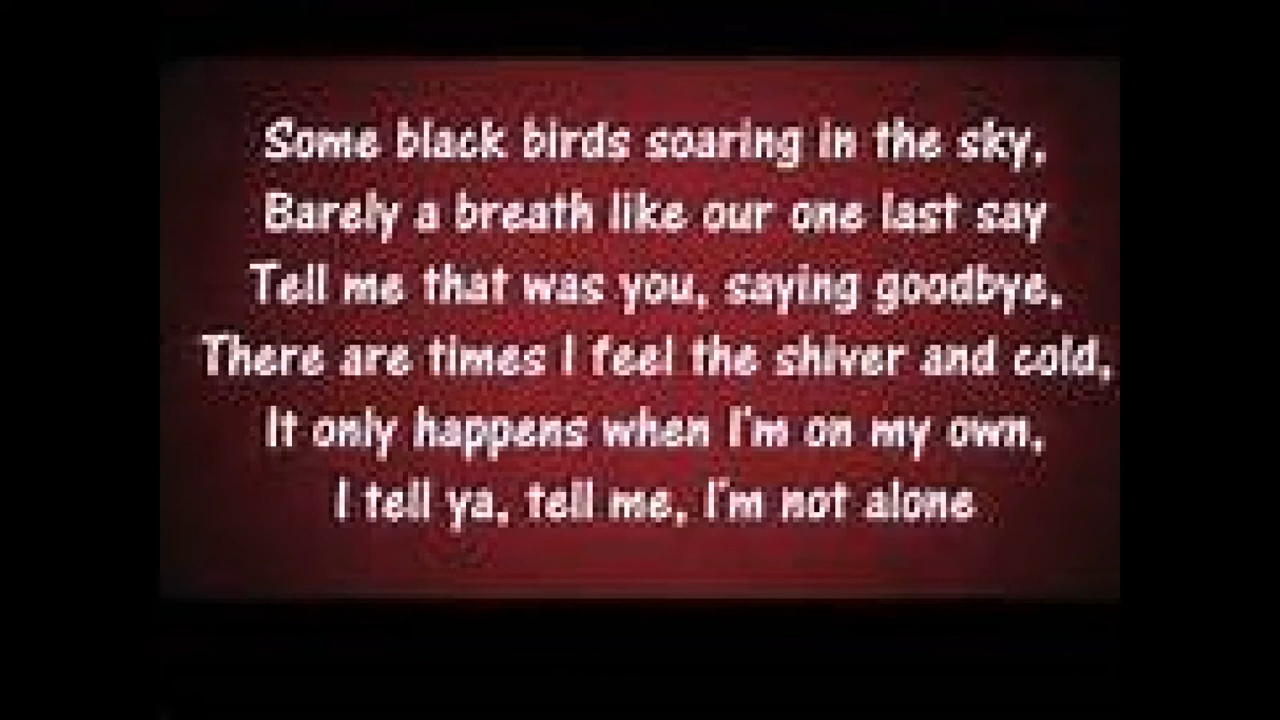 Some black birds soaring in the sky,
Barely a breath like our one last say
Tell me that was you, saying goodbye,
There are times I feel the shiver and cold,
It only happens when I'm on my own,
I tell ya, tell me, I'm not alone